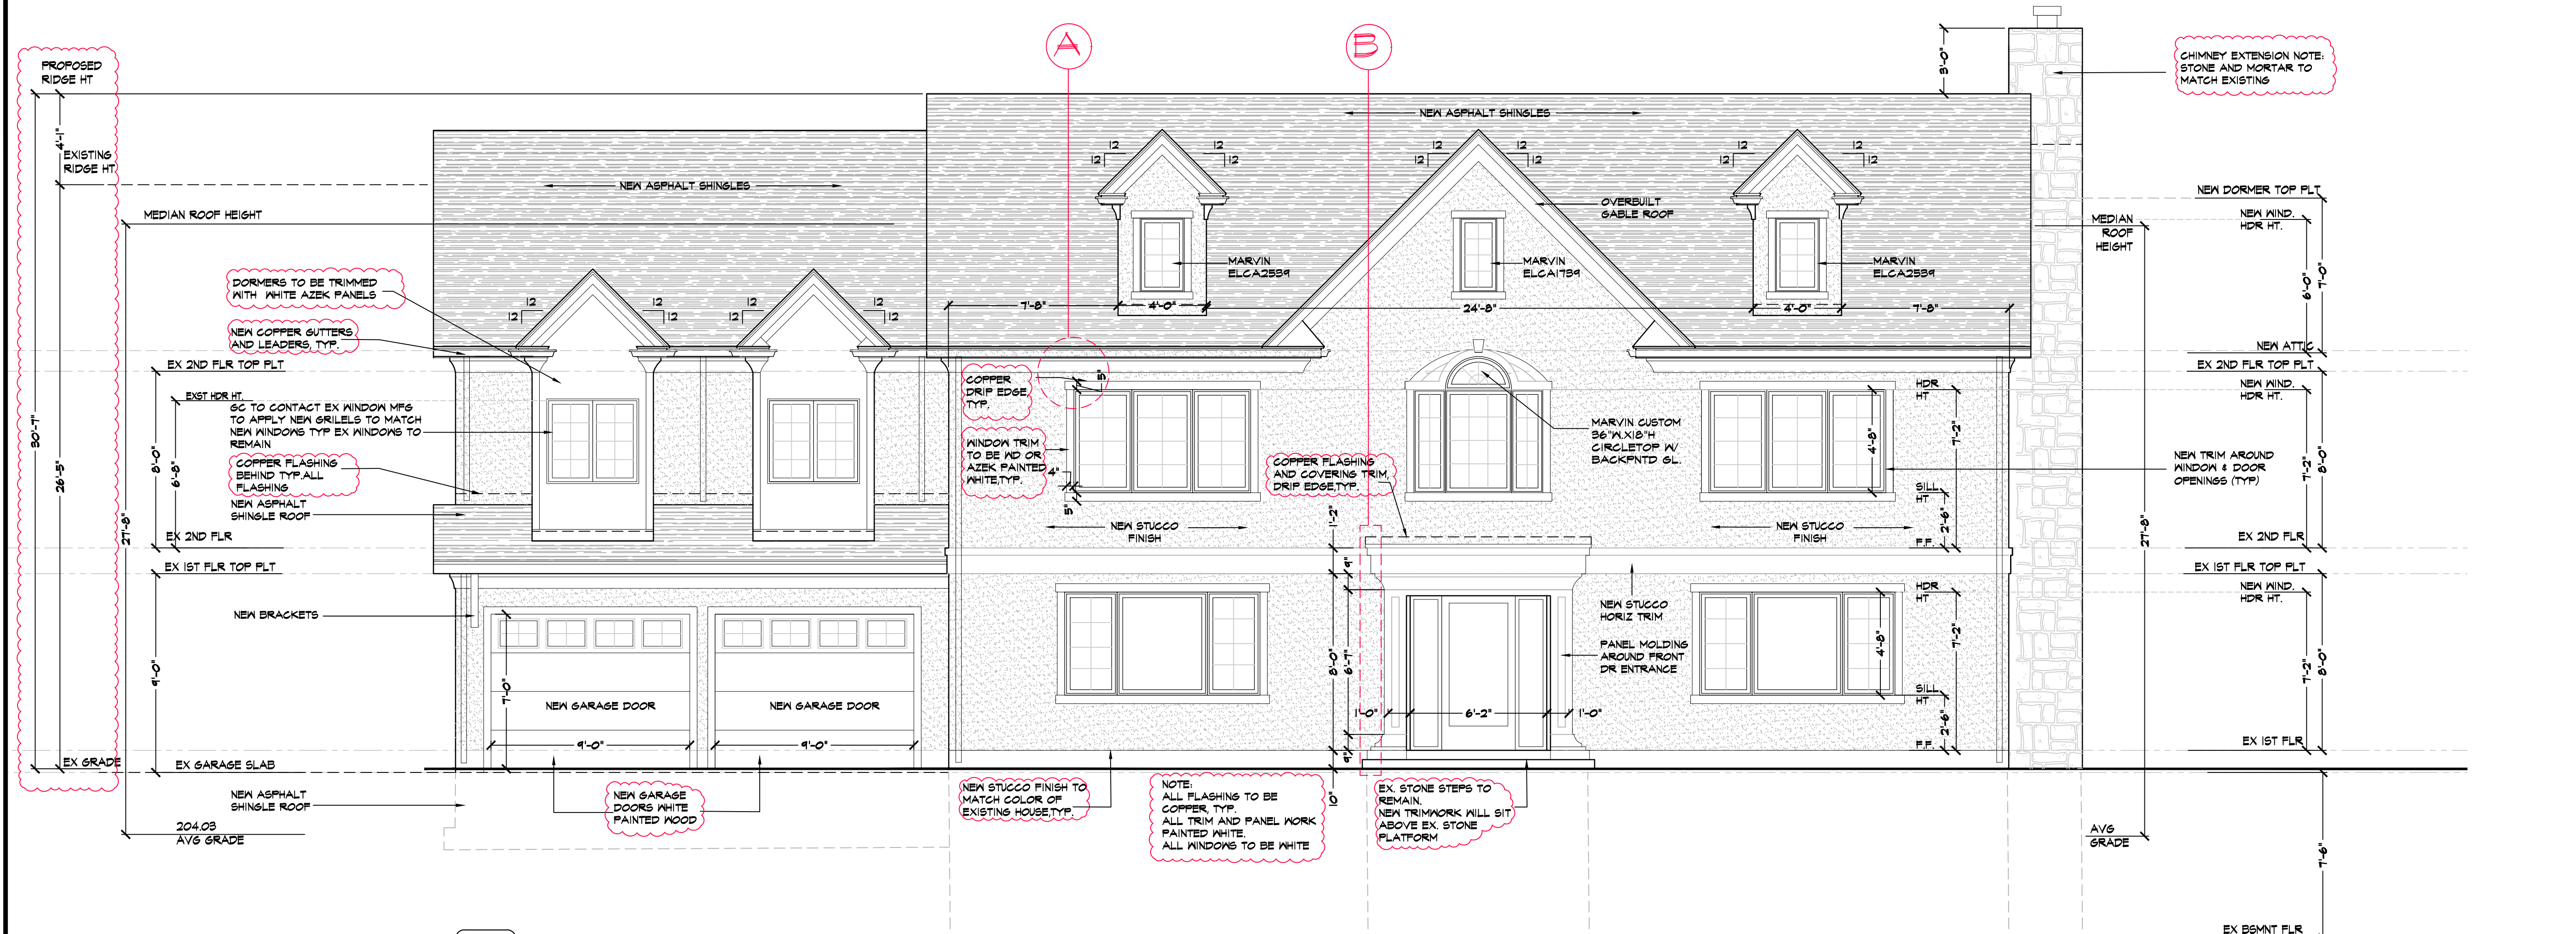 A
B
PROPOSED
RIDGE HT
4'-1"
EXISTING
RIDGE HT
30'-7"
26'-5"
EX GRADE
MEDIAN ROOF HEIGHT
27'-8"
204.03
AVG GRADE
DORMERS TO BE TRIMMED
WITH WHITE AZEK PANELS
NEW COPPER GUTTERS
AND LEADERS, TYP.
EX 2ND FLR TOP PLT
EXST HDR HT.
8'-0"
6'-8"
GC TO CONTACT EX WINDOW MFG
TO APPLY NEW GRILELS TO MATCH
NEW WINDOWS TYP EX WINDOWS TO
REMAIN
COPPER FLASHING
BEHIND TYP.ALL
FLASHING
NEW ASPHALT
SHINGLE ROOF
EX 2ND FLR
EX 1ST FLR TOP PLT
9'-0"
NEW BRACKETS
EX GARAGE SLAB
NEW ASPHALT
SHINGLE ROOF
NEW ASPHALT SHINGLES
12
12
12
12
12
12
12
12
7'-0"
NEW GARAGE DOOR
9'-0"
NEW GARAGE DOOR
9'-0"
NEW GARAGE
DOORS WHITE
PAINTED WOOD
NEW ASPHALT SHINGLES
12
12
12
12
12
12
12
12
12
12
12
12
OVERBUILT
GABLE ROOF
MARVIN
ELCA2539
MARVIN
ELCA1739
MARVIN
ELCA2539
7'-8"
4'-0"
24'-8"
4'-0"
7'-8"
COPPER
DRIP EDGE,
TYP.
5"
WINDOW TRIM
TO BE WD OR
AZEK PAINTED
WHITE,TYP.
4"
5"
NEW STUCCO
FINISH
COPPER FLASHING
AND COVERING TRIM,
DRIP EDGE,TYP.
MARVIN CUSTOM
36"W.X18"H
CIRCLETOP W/
BACKPNTD GL.
NEW STUCCO
FINISH
HDR
HT
4'-8"
7'-2"
SILL
HT
2'-6"
F.F.
1'-2"
9"
8'-0"
6'-7"
9"
10"
1'-0"
6'-2"
1'-0"
NEW STUCCO
HORIZ TRIM
PANEL MOLDING
AROUND FRONT
DR ENTRANCE
HDR
HT
4'-8"
7'-2"
SILL
HT
2'-6"
F.F.
NEW STUCCO FINISH TO
MATCH COLOR OF
EXISTING HOUSE,TYP.
NOTE:
ALL FLASHING TO BE
COPPER, TYP.
ALL TRIM AND PANEL WORK
PAINTED WHITE.
ALL WINDOWS TO BE WHITE
EX. STONE STEPS TO
REMAIN.
NEW TRIMWORK WILL SIT
ABOVE EX. STONE
PLATFORM
3'-0"
CHIMNEY EXTENSION NOTE:
STONE AND MORTAR TO
MATCH EXISTING
NEW DORMER TOP PLT
NEW WIND.
HDR HT.
MEDIAN
ROOF
HEIGHT
6'-0"
7'-0"
NEW ATTIC
EX 2ND FLR TOP PLT
NEW WIND.
HDR HT.
7'-2"
8'-0"
NEW TRIM AROUND
WINDOW & DOOR
OPENINGS (TYP)
27'-8"
EX 2ND FLR
EX 1ST FLR TOP PLT
NEW WIND.
HDR HT.
7'-2"
8'-0"
EX 1ST FLR
AVG
GRADE
7'-6"
EX BSMNT FLR